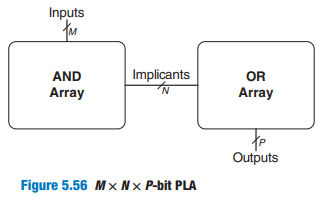 Inputs
M
AND
Array
Implicants
N
OR
Array
P
Outputs
Figure 5.56 M × N × P-bit PLA